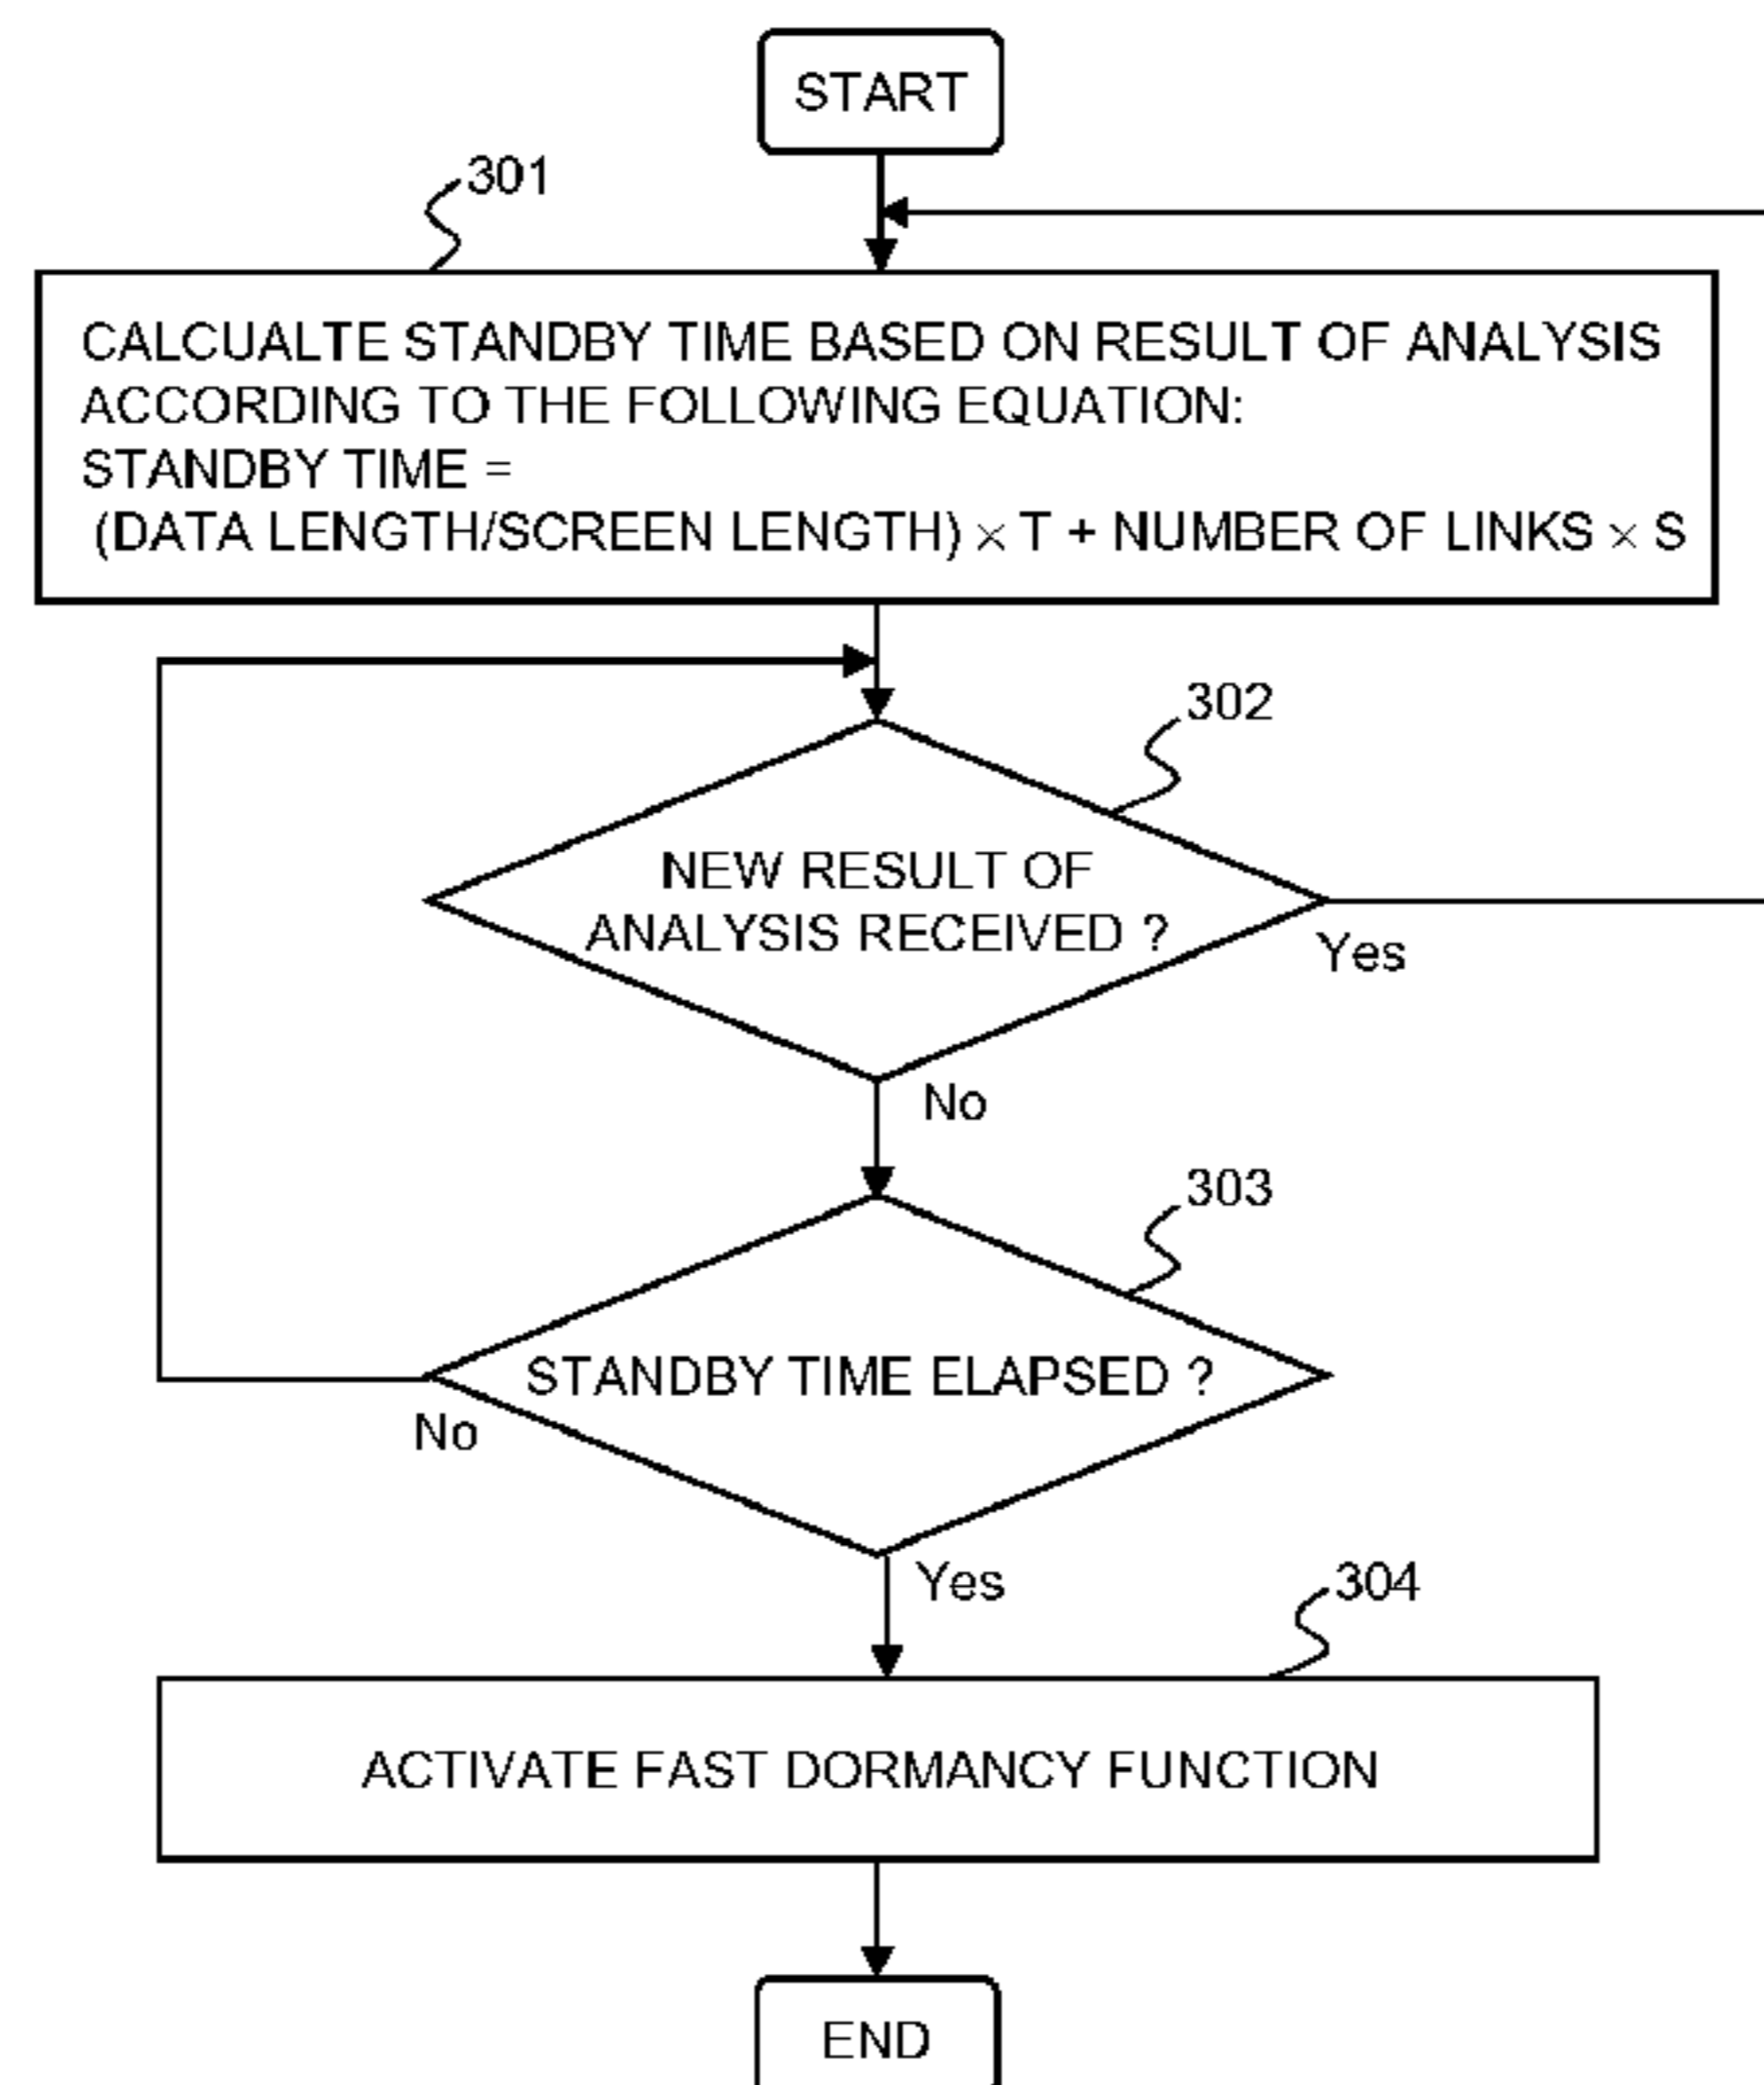 START
301
CALCUALTE STANDBY TIME BASED ON RESULT OF ANALYSIS
ACCORDING TO THE FOLLOWING EQUATION:
STANDBY TIME =
(DATA LENGTH/SCREEN LENGTH) × T + NUMBER OF LINKS × S
302
NEW RESULT OF
ANALYSIS RECEIVED ?
Yes
No
303
STANDBY TIME ELAPSED ?
No
Yes
304
ACTIVATE FAST DORMANCY FUNCTION
END